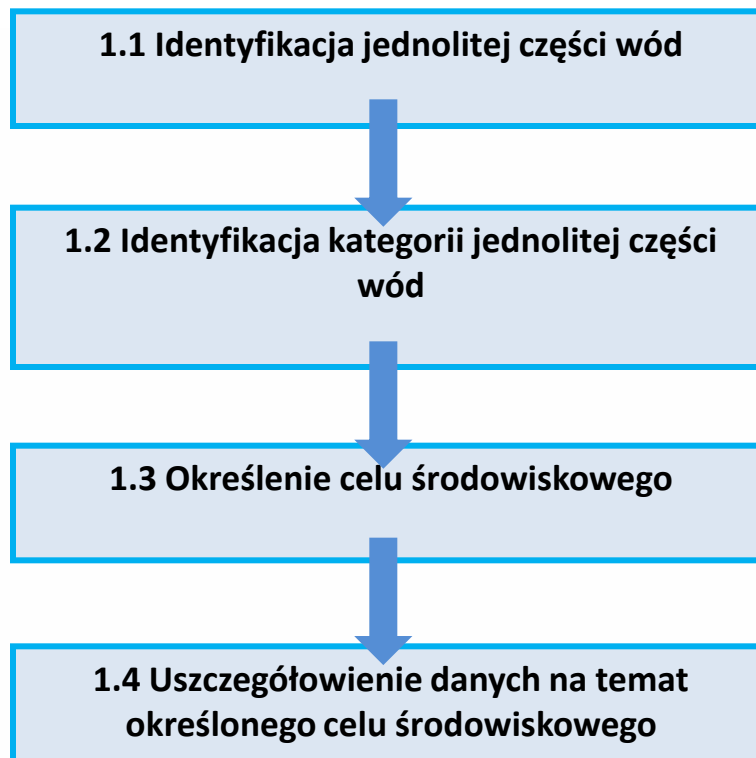 1.1 Identyfikacja jednolitej części wód
1.2 Identyfikacja kategorii jednolitej części
wód
1.3 Określenie celu środowiskowego
1.4 Uszczegółowienie danych na temat
określonego celu środowiskowego